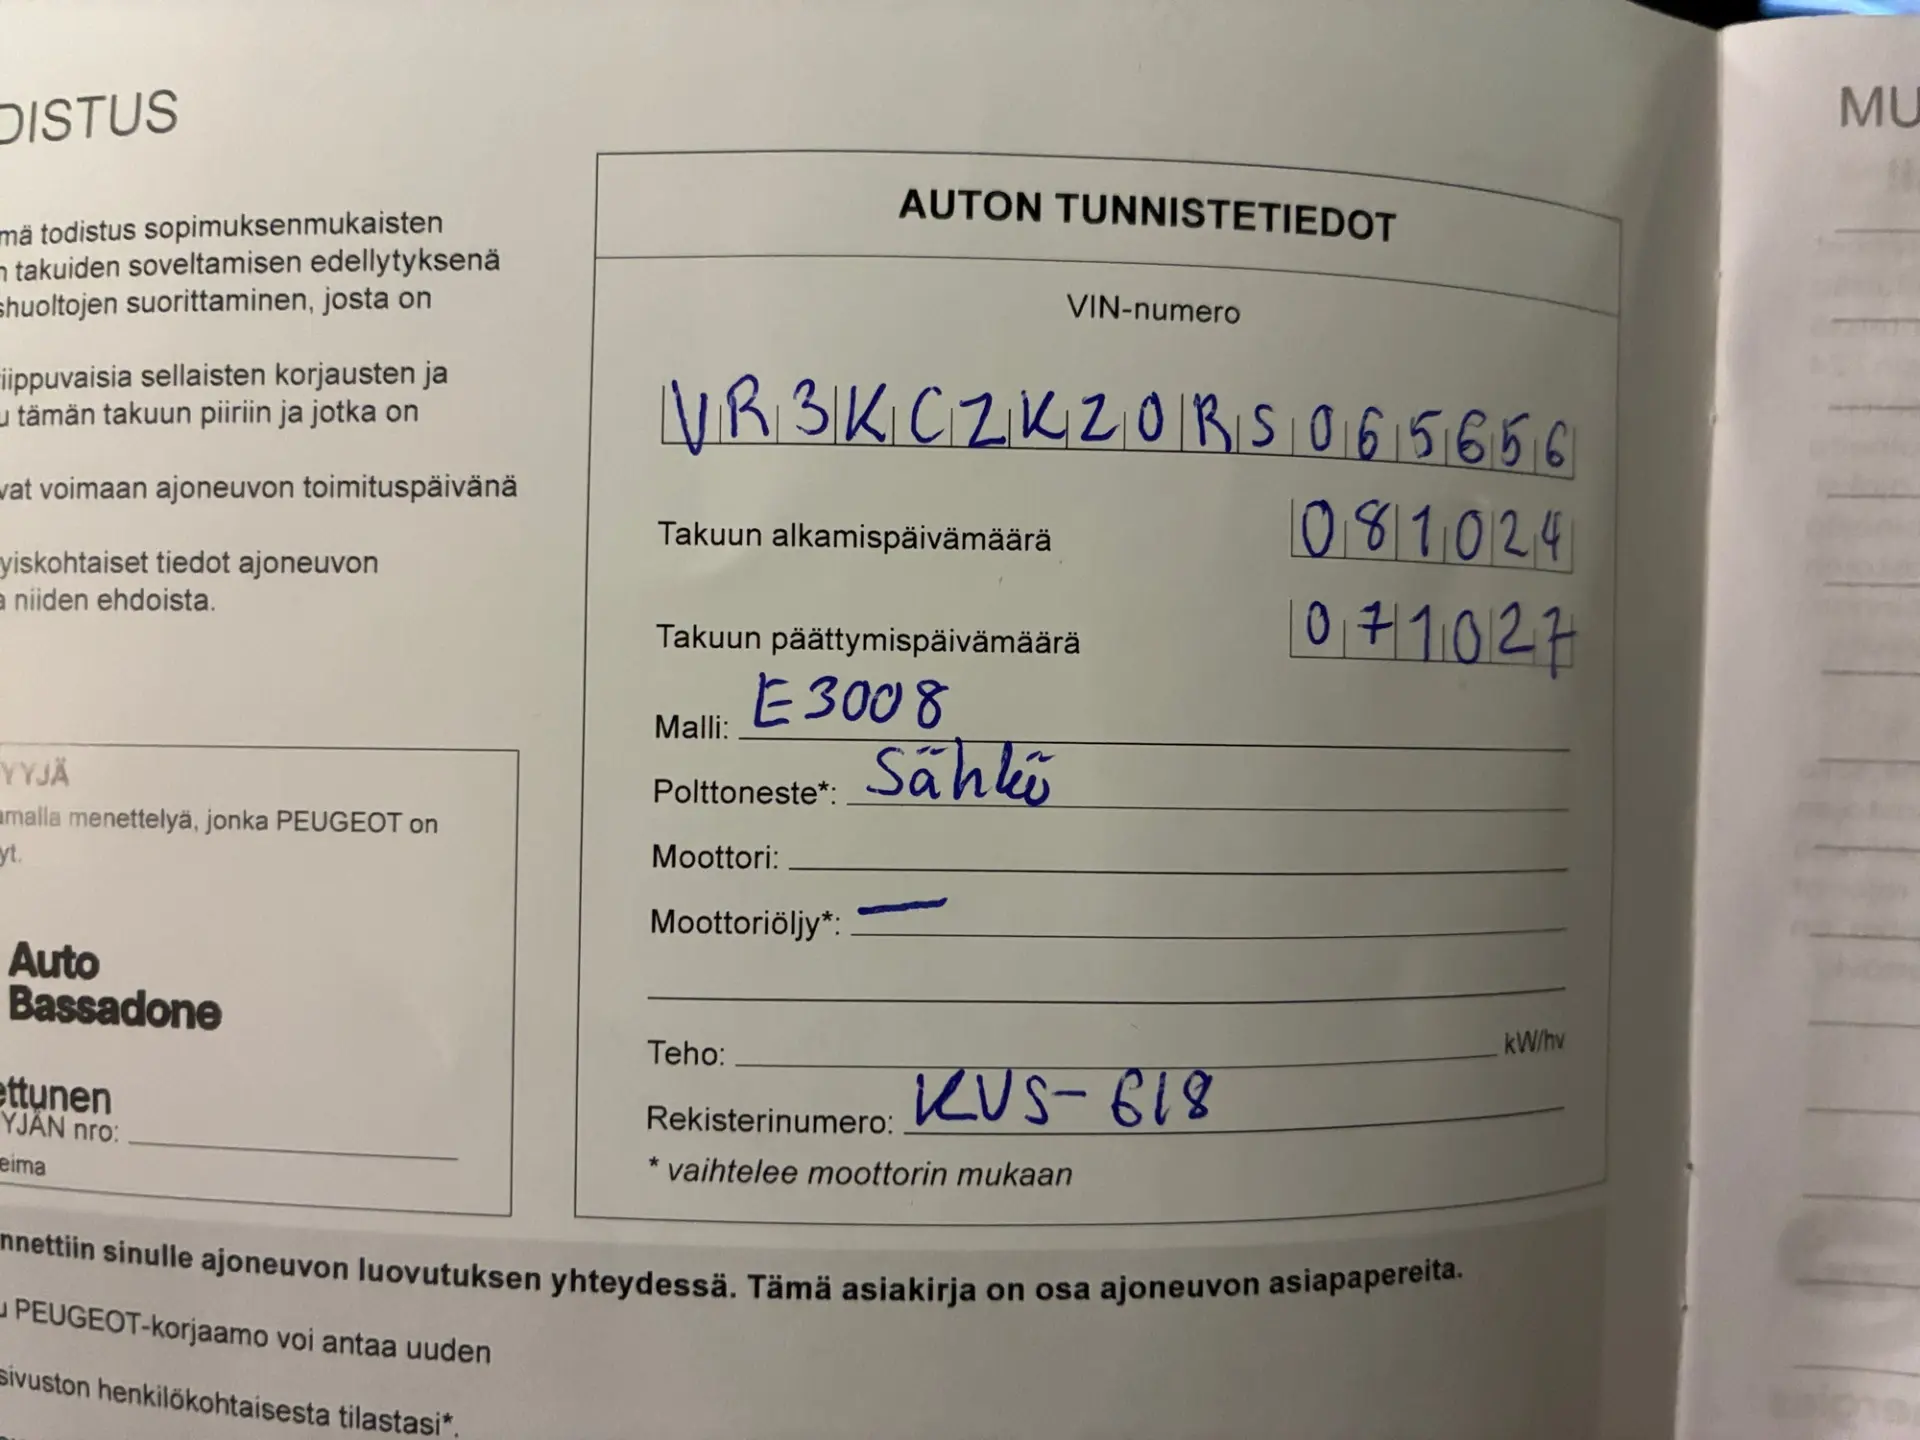 DISTUS
mä todistus sopimuksenmukaisten
takuiden soveltamisen edellytyksenä
shuoltojen suorittaminen, josta on
iippuvaisia sellaisten korjausten ja
tämän takuun piiriin ja jotka on
vat voimaan ajoneuvon toimituspäivänä
yiskohtaiset tiedot ajoneuvon
niiden ehdoista.
YYJÄ
amalla menettelyä, jonka PEUGEOT on
yt.
Auto
Bassadone
ettunen
YJÄN nro:
eima
AUTON TUNNISTETIEDOT
VIN-numero
VR3KCZKZ0RS065656
Takuun alkamispäivämäärä 081024
Takuun päättymispäivämäärä 071027
Malli: E3008
Polttoneste*: Sähkö
Moottori:
Moottoriöljy*: —
Teho: kW/hv
Rekisterinumero: KVS-618
* vaihtelee moottorin mukaan
nnettiin sinulle ajoneuvon luovutuksen yhteydessä. Tämä asiakirja on osa ajoneuvon asiapapereita.
PEUGEOT-korjaamo voi antaa uuden
sivuston henkilökohtaisesta tilastasi*.
MU